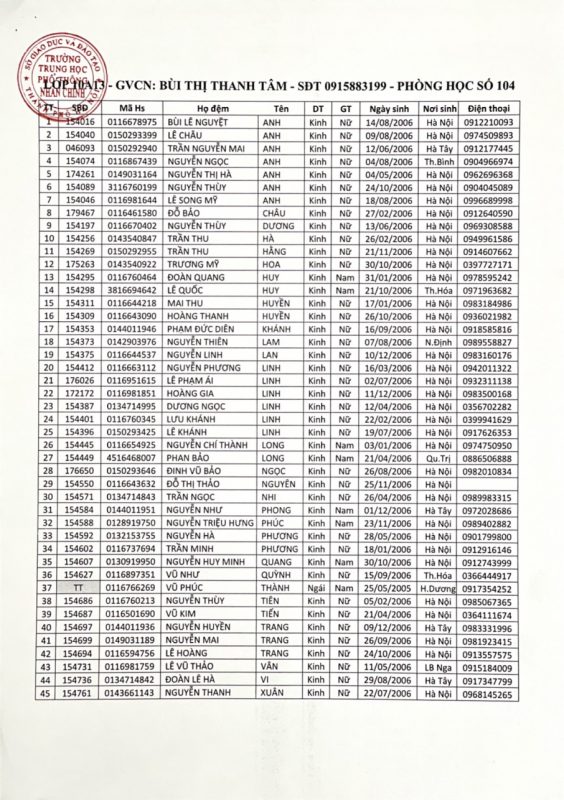 SỞ GIÁO DỤC VÀ ĐÀO TẠO
TRƯỜNG
TRUNG HỌC
PHỔ THÔNG
NHÂN CHÍNH
LỚP 10A13 - GVCN: BÙI THỊ THANH TÂM - SĐT 0915883199 - PHÒNG HỌC SỐ 104
TT SBD Mã Hs Họ đệm Tên DT GT Ngày sinh Nơi sinh Điện thoại
1 154016 0116678975 BÙI LÊ NGUYỆT ANH Kinh Nữ 14/08/2006 Hà Nội 0912210093
2 154040 0150293399 LÊ CHÂU ANH Kinh Nữ 09/08/2006 Hà Nội 0974509893
3 046093 0150292940 TRẦN NGUYỄN MAI ANH Kinh Nữ 12/06/2006 Hà Tây 0912177445
4 154074 0116867439 NGUYỄN NGỌC ANH Kinh Nữ 04/08/2006 Th.Bình 0904966974
5 174261 0149031164 NGUYỄN THỊ HÀ ANH Kinh Nữ 04/05/2006 Hà Nội 0962696368
6 154089 3116760199 NGUYỄN THÙY ANH Kinh Nữ 24/10/2006 Hà Nội 0904045089
7 154046 0116981644 LÊ SONG MỸ ANH Kinh Nữ 18/08/2006 Hà Nội 0996689998
8 179467 0116461580 ĐỖ BẢO CHÂU Kinh Nữ 27/02/2006 Hà Nội 0912640590
9 154197 0116670402 NGUYỄN THÙY DƯƠNG Kinh Nữ 13/06/2006 Hà Nội 0969308588
10 154256 0143540847 TRẦN THU HÀ Kinh Nữ 26/02/2006 Hà Nội 0949961586
11 154269 0150292955 TRẦN THU HẰNG Kinh Nữ 21/11/2006 Hà Nội 0914607662
12 175263 0143540922 TRƯƠNG MỸ HOA Kinh Nữ 30/10/2006 Hà Nội 0397727171
13 154295 0116760464 ĐOÀN QUANG HUY Kinh Nam 31/01/2006 Hà Nội 0978595242
14 154298 3816694642 LÊ QUỐC HUY Kinh Nam 21/10/2006 Th.Hóa 0971963682
15 154311 0116644218 MAI THU HUYỀN Kinh Nữ 17/01/2006 Hà Nội 0983184986
16 154309 0116643090 HOÀNG THANH HUYỀN Kinh Nữ 26/10/2006 Hà Nội 0936021982
17 154353 0144011946 PHẠM ĐỨC DIÊN KHÁNH Kinh Nữ 16/09/2006 Hà Nội 0918585816
18 154373 0142903976 NGUYỄN THIÊN LAM Kinh Nữ 07/08/2006 N.Định 0989558827
19 154375 0116644537 NGUYỄN LINH LAN Kinh Nữ 10/12/2006 Hà Nội 0983160176
20 154412 0116663112 NGUYỄN PHƯƠNG LINH Kinh Nữ 16/03/2006 Hà Nội 0942011322
21 176026 0116951615 LÊ PHẠM ÁI LINH Kinh Nữ 02/07/2006 Hà Nội 0932311138
22 172172 0116981851 HOÀNG GIA LINH Kinh Nữ 11/12/2006 Hà Nội 0983500168
23 154387 0134714995 DƯƠNG NGỌC LINH Kinh Nữ 12/04/2006 Hà Nội 0356702282
24 154401 0116760345 LƯU KHÁNH LINH Kinh Nữ 22/02/2006 Hà Nội 0399941629
25 154396 0150293425 LÊ KHÁNH LINH Kinh Nữ 19/07/2006 Hà Nội 0917626353
26 154445 0116654925 NGUYỄN CHÍ THÀNH LONG Kinh Nam 03/01/2006 Hà Nội 0974750950
27 154449 4516468007 PHAN BẢO LONG Kinh Nam 21/04/2006 Qu.Trị 0886506888
28 176650 0150293646 ĐINH VŨ BẢO NGỌC Kinh Nữ 26/08/2006 Hà Nội 0982010834
29 154550 0116643632 ĐỖ THỊ THẢO NGUYÊN Kinh Nữ 25/11/2006 Hà Nội
30 154571 0134714843 TRẦN NGỌC NHI Kinh Nữ 26/04/2006 Hà Nội 0989983315
31 154584 0144011951 NGUYỄN NHƯ PHONG Kinh Nam 01/12/2006 Hà Tây 0972028686
32 154588 0128919750 NGUYỄN TRIỆU HƯNG PHÚC Kinh Nam 23/11/2006 Hà Nội 0989402882
33 154592 0132153755 NGUYỄN HÀ PHƯƠNG Kinh Nữ 28/05/2006 Hà Nội 0901799800
34 154602 0116737694 TRẦN MINH PHƯƠNG Kinh Nữ 18/01/2006 Hà Nội 0912916146
35 154607 0130919950 NGUYỄN HUY MINH QUANG Kinh Nam 30/10/2006 Hà Nội 0912743999
36 154627 0116897351 VŨ NHƯ QUỲNH Kinh Nữ 15/09/2006 Th.Hóa 0366444917
37 TT 0116766269 VŨ PHÚC THÀNH Ngái Nam 25/05/2005 H.Dương 0917354252
38 154686 0116760213 NGUYỄN THÙY TIÊN Kinh Nữ 05/02/2006 Hà Nội 0985067365
39 154687 0116501690 VŨ KIM TIẾN Kinh Nữ 21/04/2006 Hà Nội 0364111674
40 154697 0144011936 NGUYỄN HUYỀN TRANG Kinh Nữ 09/12/2006 Hà Tây 0983331996
41 154699 0149031189 NGUYỄN MAI TRANG Kinh Nữ 26/09/2006 Hà Nội 0981923415
42 154694 0116594756 LÊ HOÀNG TRANG Kinh Nữ 24/10/2006 Hà Nội 0913557575
43 154731 0116981759 LÊ VŨ THẢO VÂN Kinh Nữ 11/05/2006 LB Nga 0915184009
44 154736 0134714842 ĐOÀN LÊ HÀ VI Kinh Nữ 29/08/2006 Hà Tây 0917347799
45 154761 0143661143 NGUYỄN THANH XUÂN Kinh Nữ 22/07/2006 Hà Nội 0968145265